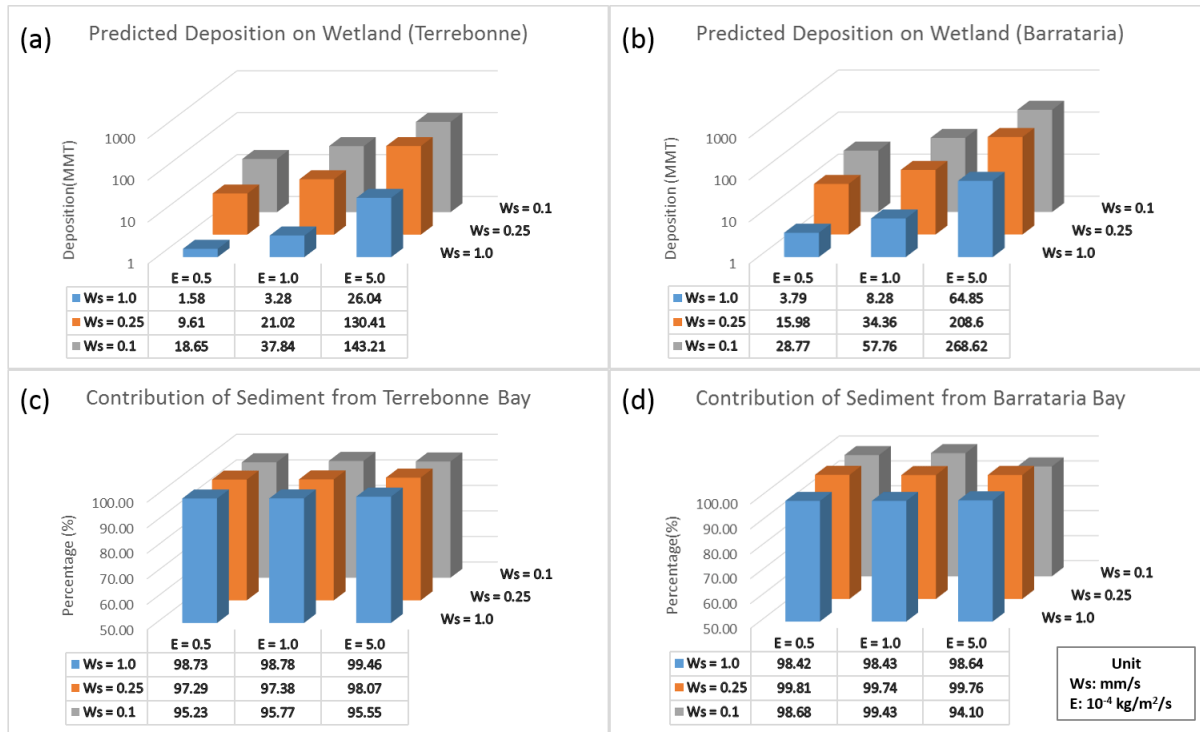 (a) Predicted Deposition on Wetland (Terrebonne)
Deposition(MMT)
1000
100
10
1
Ws = 0.1
Ws = 0.25
Ws = 1.0
E = 0.5 E = 1.0 E = 5.0
Ws = 1.0 1.58 3.28 26.04
Ws = 0.25 9.61 21.02 130.41
Ws = 0.1 18.65 37.84 143.21
(b) Predicted Deposition on Wetland (Barrataria)
Deposition (MMT)
1000
100
10
1
Ws = 0.1
Ws = 0.25
Ws = 1.0
E = 0.5 E = 1.0 E = 5.0
Ws = 1.0 3.79 8.28 64.85
Ws = 0.25 15.98 34.36 208.6
Ws = 0.1 28.77 57.76 268.62
(c) Contribution of Sediment from Terrebonne Bay
Percentage (%)
100.00
90.00
80.00
70.00
60.00
50.00
Ws = 0.1
Ws = 0.25
Ws = 1.0
E = 0.5 E = 1.0 E = 5.0
Ws = 1.0 98.73 98.78 99.46
Ws = 0.25 97.29 97.38 98.07
Ws = 0.1 95.23 95.77 95.55
(d) Contribution of Sediment from Barrataria Bay
Percentage(%)
100.00
90.00
80.00
70.00
60.00
50.00
Ws = 0.1
Ws = 0.25
Ws = 1.0
E = 0.5 E = 1.0 E = 5.0
Ws = 1.0 98.42 98.43 98.64
Ws = 0.25 99.81 99.74 99.76
Ws = 0.1 98.68 99.43 94.10
Unit
Ws: mm/s
E: 10⁻⁴ kg/m²/s